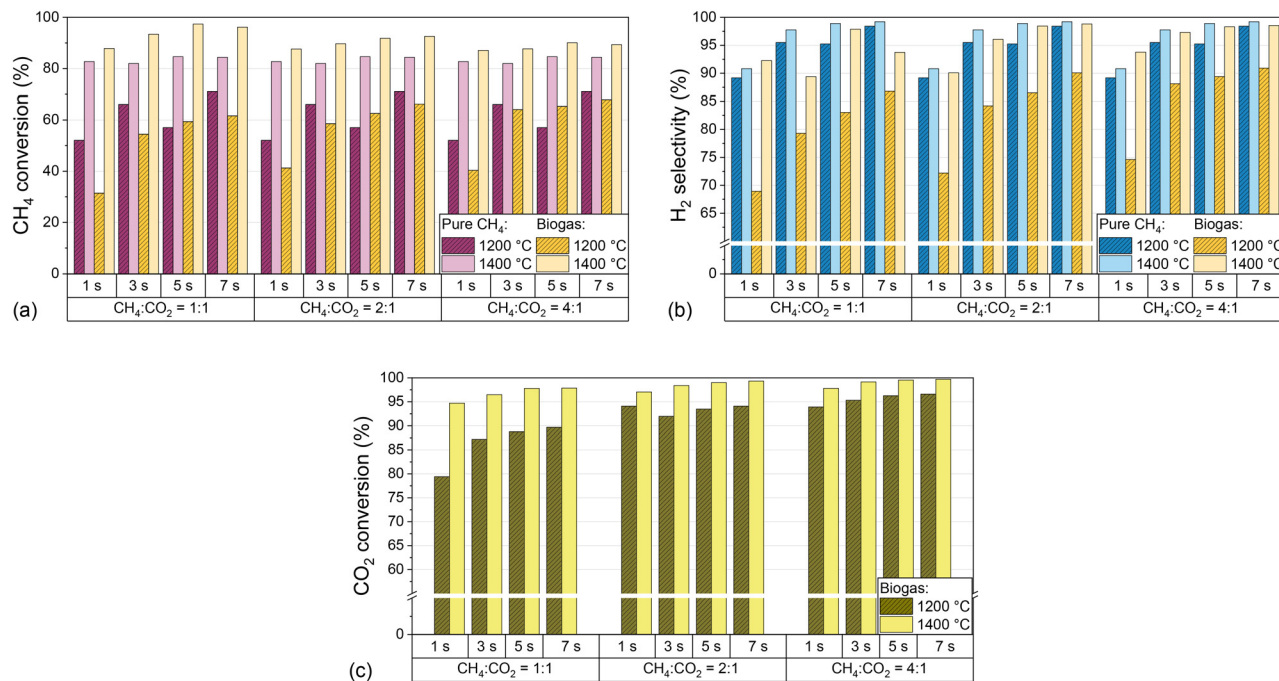 CH₄ conversion (%)
100
80
60
40
20
0
Pure CH₄: Biogas:
1200 °C 1200 °C
1400 °C 1400 °C
1 s 3 s 5 s 7 s 1 s 3 s 5 s 7 s 1 s 3 s 5 s 7 s
CH₄:CO₂ = 1:1 CH₄:CO₂ = 2:1 CH₄:CO₂ = 4:1
(a)
H₂ selectivity (%)
100
95
90
85
80
75
70
65
0
Pure CH₄: Biogas:
1200 °C 1200 °C
1400 °C 1400 °C
1 s 3 s 5 s 7 s 1 s 3 s 5 s 7 s 1 s 3 s 5 s 7 s
CH₄:CO₂ = 1:1 CH₄:CO₂ = 2:1 CH₄:CO₂ = 4:1
(b)
CO₂ conversion (%)
100
95
90
85
80
75
70
65
60
0
Biogas:
1200 °C
1400 °C
1 s 3 s 5 s 7 s 1 s 3 s 5 s 7 s 1 s 3 s 5 s 7 s
CH₄:CO₂ = 1:1 CH₄:CO₂ = 2:1 CH₄:CO₂ = 4:1
(c)